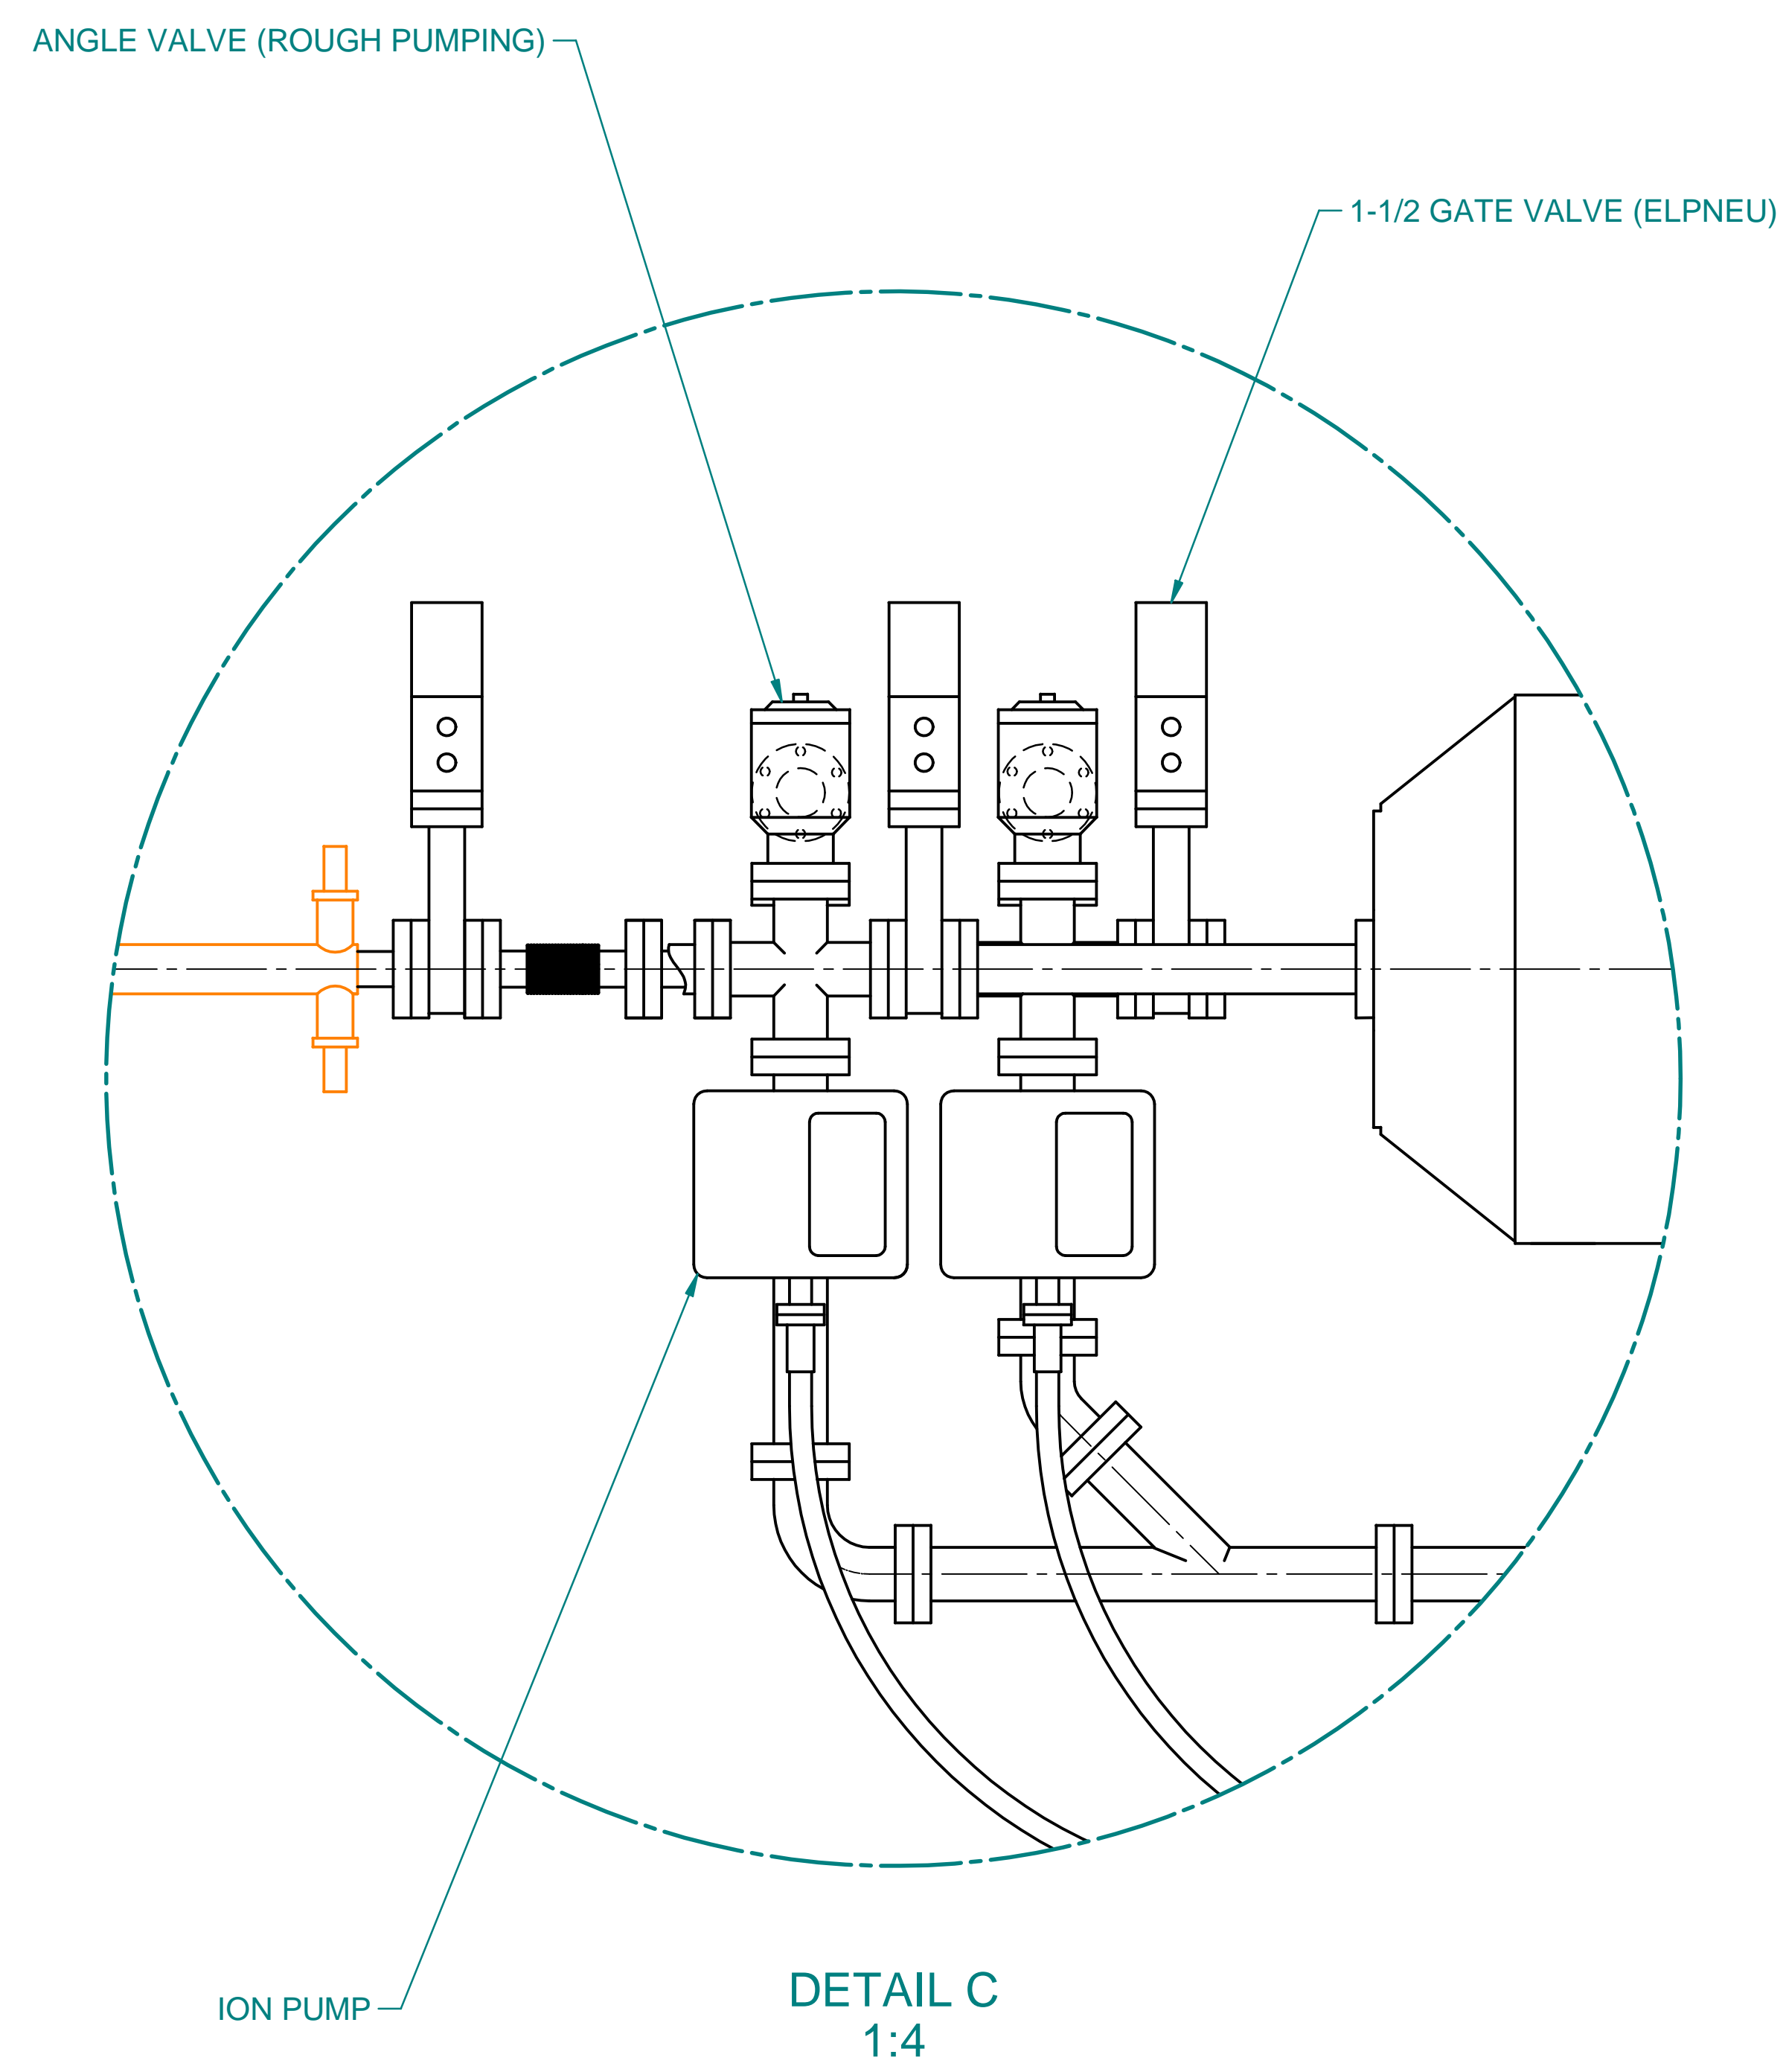 ANGLE VALVE (ROUGH PUMPING)
1-1/2 GATE VALVE (ELPNEU)
ION PUMP
DETAIL C
1:4